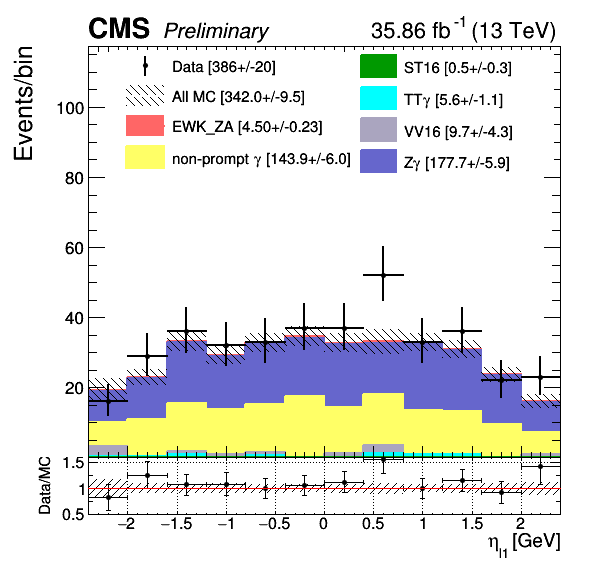 CMS Preliminary 35.86 fb⁻¹ (13 TeV)
Events/bin
Data [386+/-20]
All MC [342.0+/-9.5]
EWK_ZA [4.50+/-0.23]
non-prompt γ [143.9+/-6.0]
ST16 [0.5+/-0.3]
TTγ [5.6+/-1.1]
VV16 [9.7+/-4.3]
Zγ [177.7+/-5.9]
100
80
60
40
20
Data/MC
1.5
1
0.5
−2 −1.5 −1 −0.5 0 0.5 1 1.5 2
η_l1 [GeV]